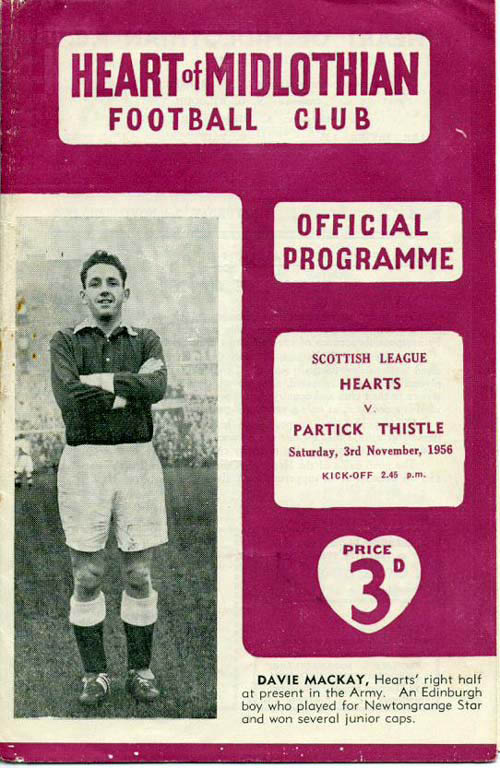 HEART of MIDLOTHIAN
FOOTBALL CLUB
OFFICIAL
PROGRAMME
SCOTTISH LEAGUE
HEARTS
V.
PARTICK THISTLE
Saturday, 3rd November, 1956
KICK-OFF 2.45 p.m.
PRICE
3D
DAVIE MACKAY, Hearts' right half
at present in the Army. An Edinburgh
boy who played for Newtongrange Star
and won several junior caps.